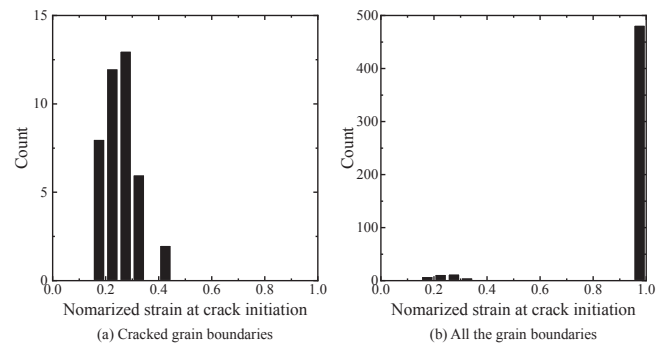 15
10
5
0
Count
0.0 0.2 0.4 0.6 0.8 1.0
Nomarized strain at crack initiation
(a) Cracked grain boundaries
500
400
300
200
100
0
Count
0.0 0.2 0.4 0.6 0.8 1.0
Nomarized strain at crack initiation
(b) All the grain boundaries